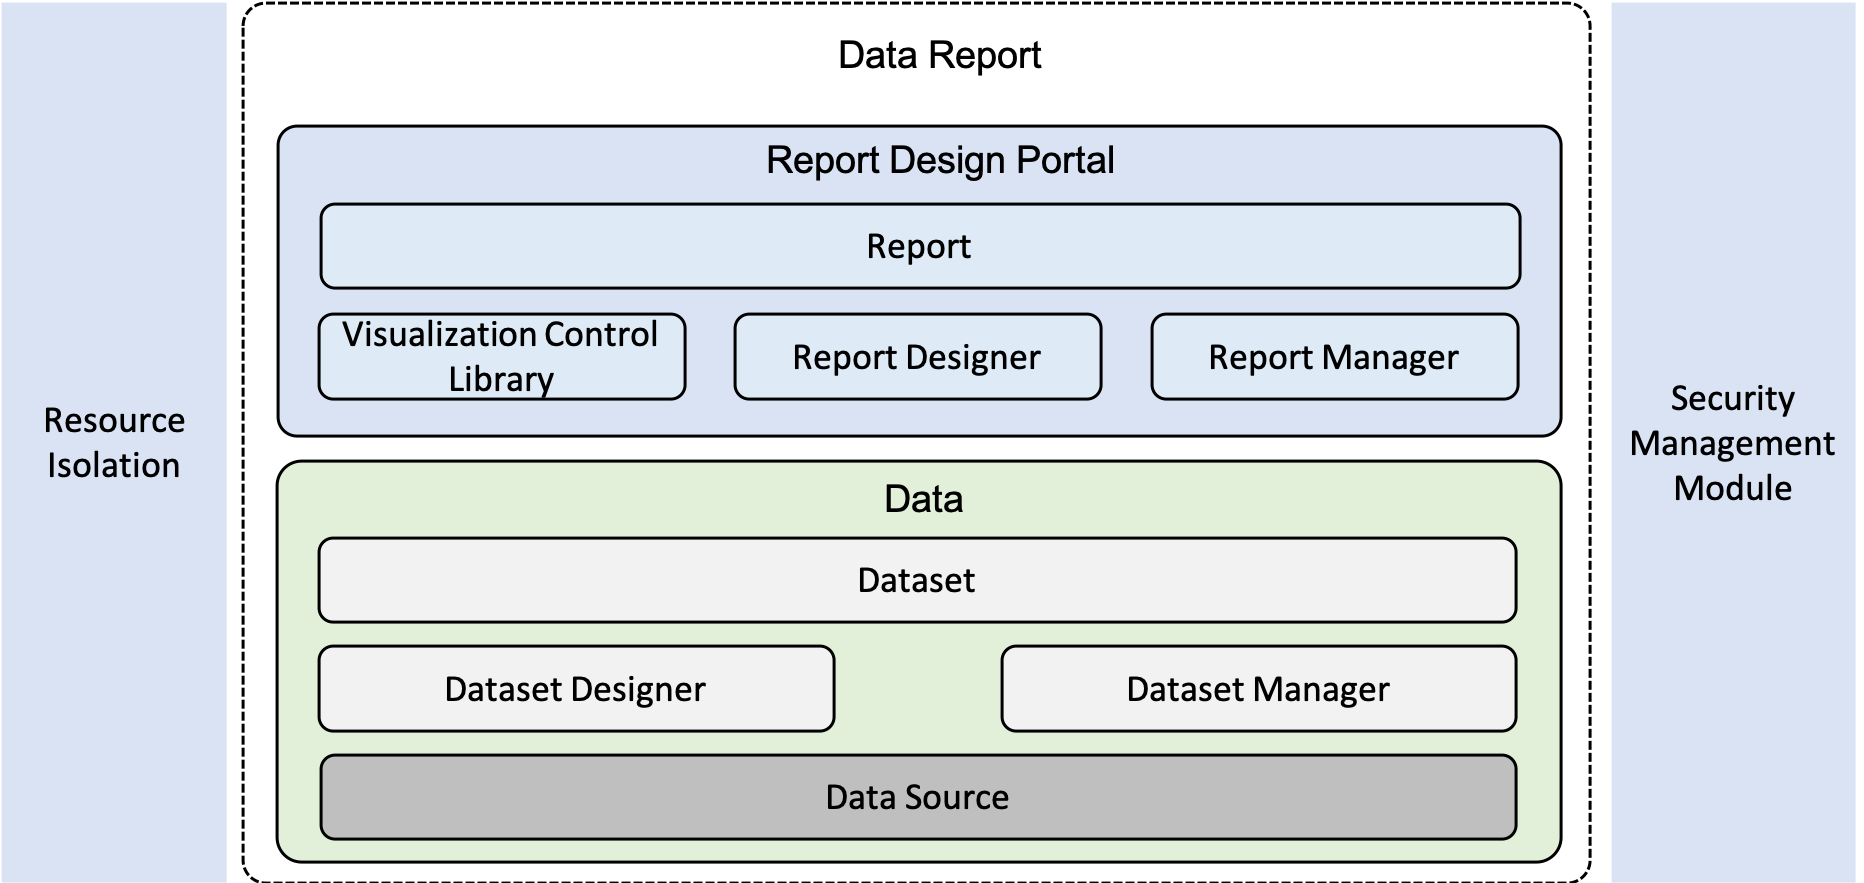 Data Report
Report Design Portal
Report
Visualization Control
Library
Report Designer
Report Manager
Resource
Isolation
Security
Management
Module
Data
Dataset
Dataset Designer
Dataset Manager
Data Source